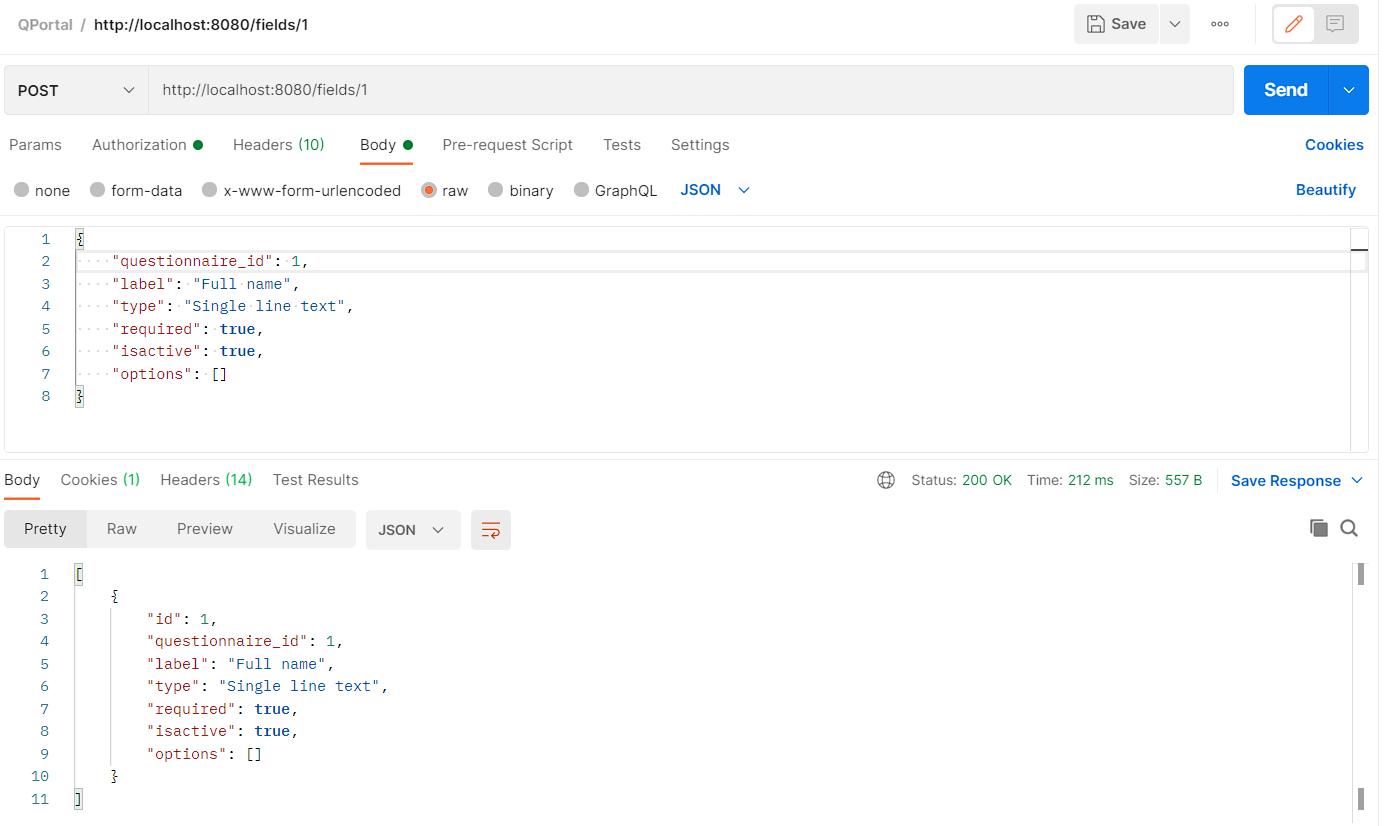 QPortal / http://localhost:8080/fields/1 Save
POST http://localhost:8080/fields/1 Send
Params Authorization Headers (10) Body Pre-request Script Tests Settings Cookies
none form-data x-www-form-urlencoded raw binary GraphQL JSON Beautify
1 {
2 ····"questionnaire_id":·1,
3 ····"label":·"Full·name",
4 ····"type":·"Single·line·text",
5 ····"required":·true,
6 ····"isactive":·true,
7 ····"options":·[]
8 }
Body Cookies (1) Headers (14) Test Results Status: 200 OK Time: 212 ms Size: 557 B Save Response
Pretty Raw Preview Visualize JSON
1 [
2 {
3 "id": 1,
4 "questionnaire_id": 1,
5 "label": "Full name",
6 "type": "Single line text",
7 "required": true,
8 "isactive": true,
9 "options": []
10 }
11 ]